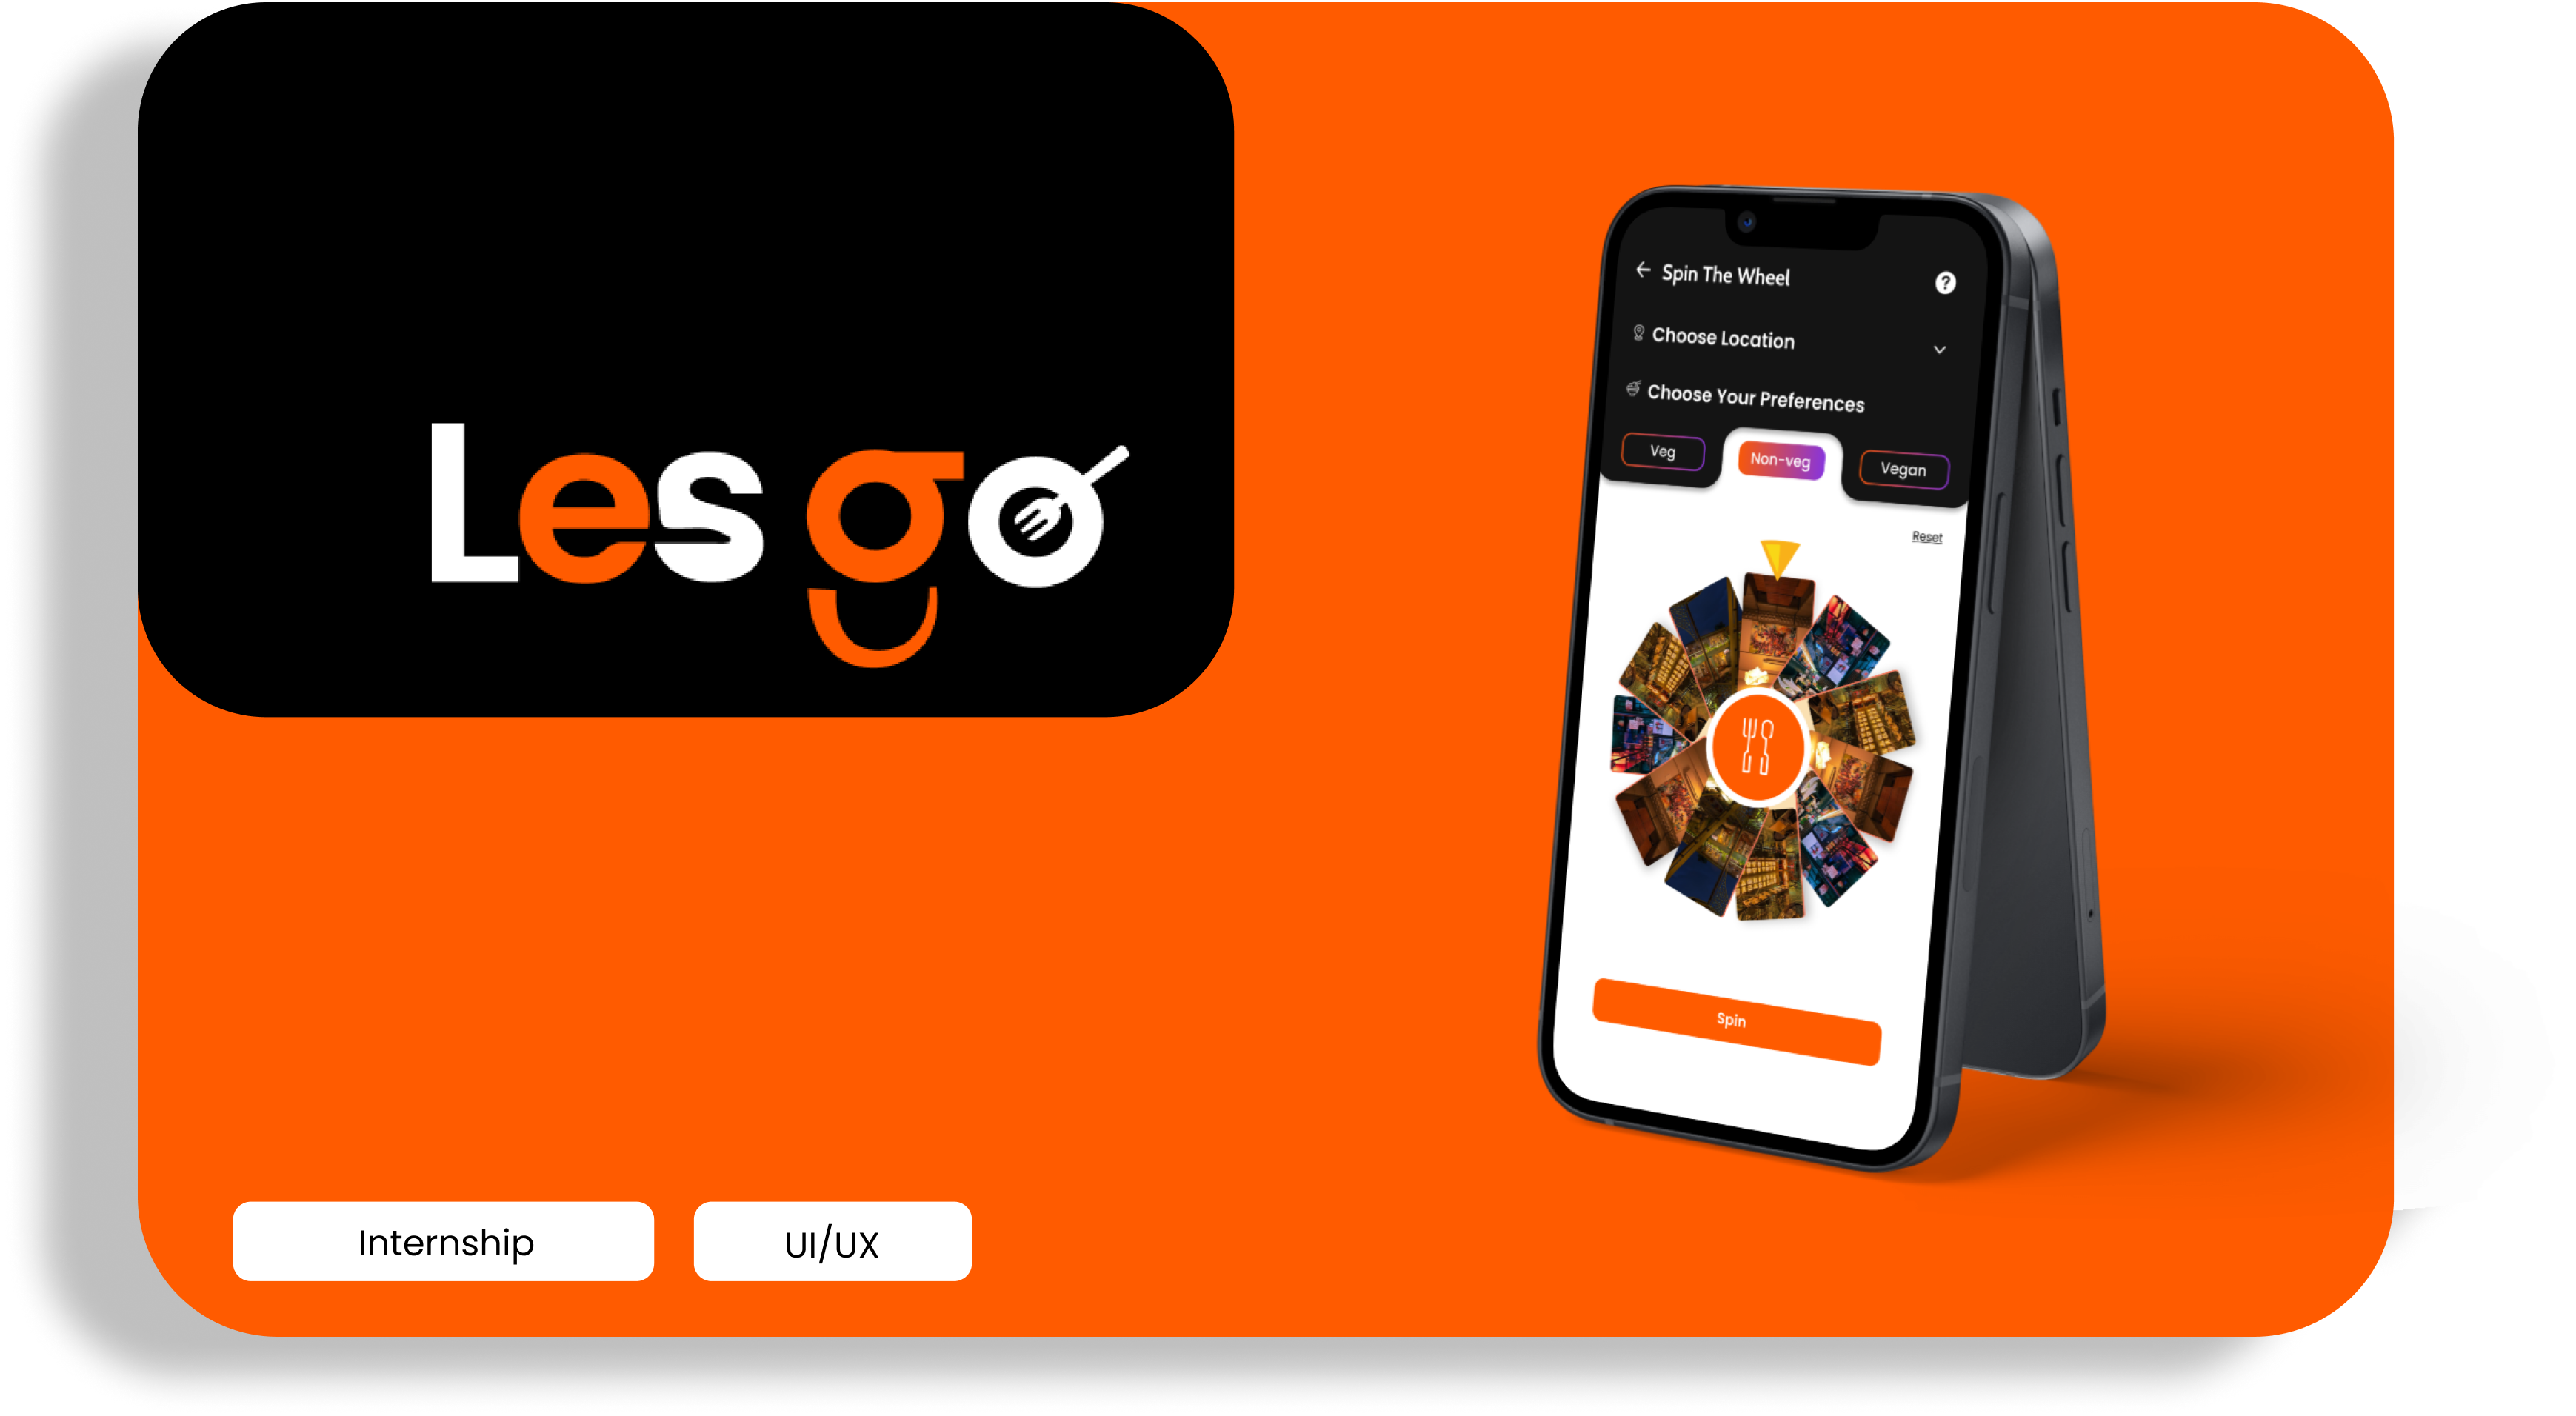 Les go
Spin The Wheel
?
Choose Location
Choose Your Preferences
Veg
Non-veg
Vegan
Reset
Spin
Internship
UI/UX